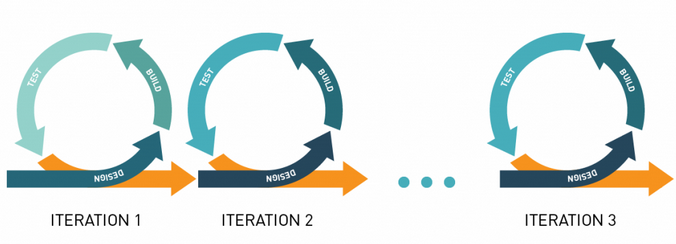 TEST
BUILD
DESIGN
ITERATION 1
TEST
BUILD
DESIGN
ITERATION 2
TEST
BUILD
DESIGN
ITERATION 3